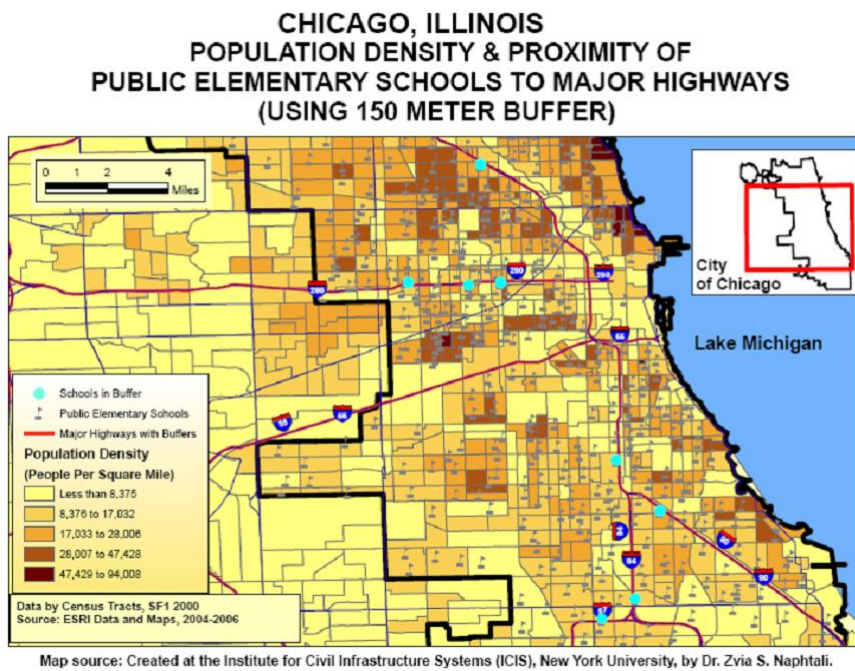 CHICAGO, ILLINOIS
POPULATION DENSITY & PROXIMITY OF
PUBLIC ELEMENTARY SCHOOLS TO MAJOR HIGHWAYS
(USING 150 METER BUFFER)
0 1 2 4
Miles
City
of Chicago
290
290
290
55
Lake Michigan
Schools in Buffer
Public Elementary Schools
Major Highways with Buffers
Population Density
(People Per Square Mile)
Less than 8,375
8,376 to 17,032
17,033 to 28,006
28,007 to 47,428
47,429 to 94,008
55
94
90
57
Data by Census Tracts, SF1 2000
Source: ESRI Data and Maps, 2004-2006
Map source: Created at the Institute for Civil Infrastructure Systems (ICIS), New York University, by Dr. Zvia S. Naphtali.